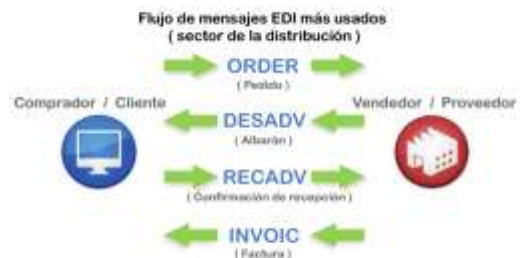 Flujo de mensajes EDI más usados
( sector de la distribución )
ORDER
( Pedido )
Comprador / Cliente
Vendedor / Proveedor
DESADV
( Albarán )
RECADV
( Confirmación de recepción )
INVOIC
( Factura )